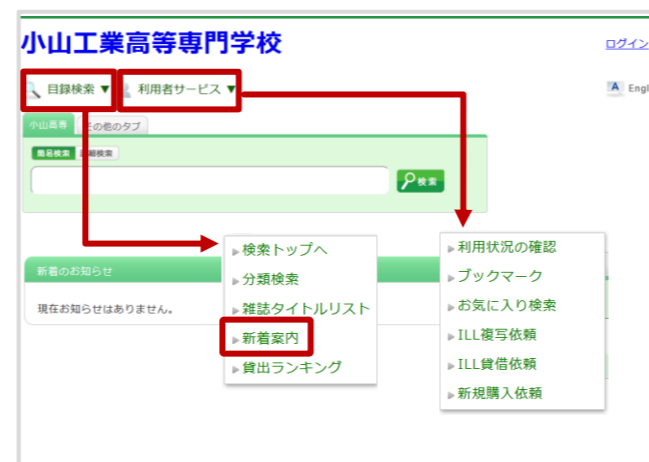 小山工業高等専門学校
ログイン
目録検索 ▼
利用者サービス ▼
A Engl
小山高専
その他のタブ
簡易検索
詳細検索
検索
新着のお知らせ
現在お知らせはありません。
検索トップへ
分類検索
雑誌タイトルリスト
新着案内
貸出ランキング
利用状況の確認
ブックマーク
お気に入り検索
ILL複写依頼
ILL貸借依頼
新規購入依頼